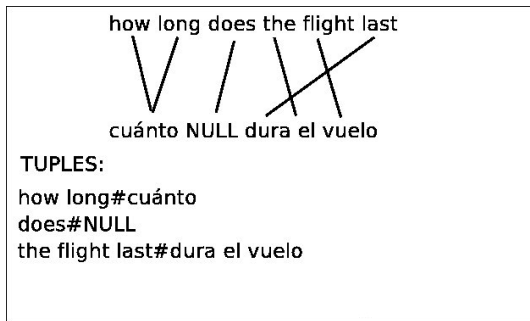 how long does the flight last
cuánto NULL dura el vuelo
TUPLES:
how long#cuánto
does#NULL
the flight last#dura el vuelo